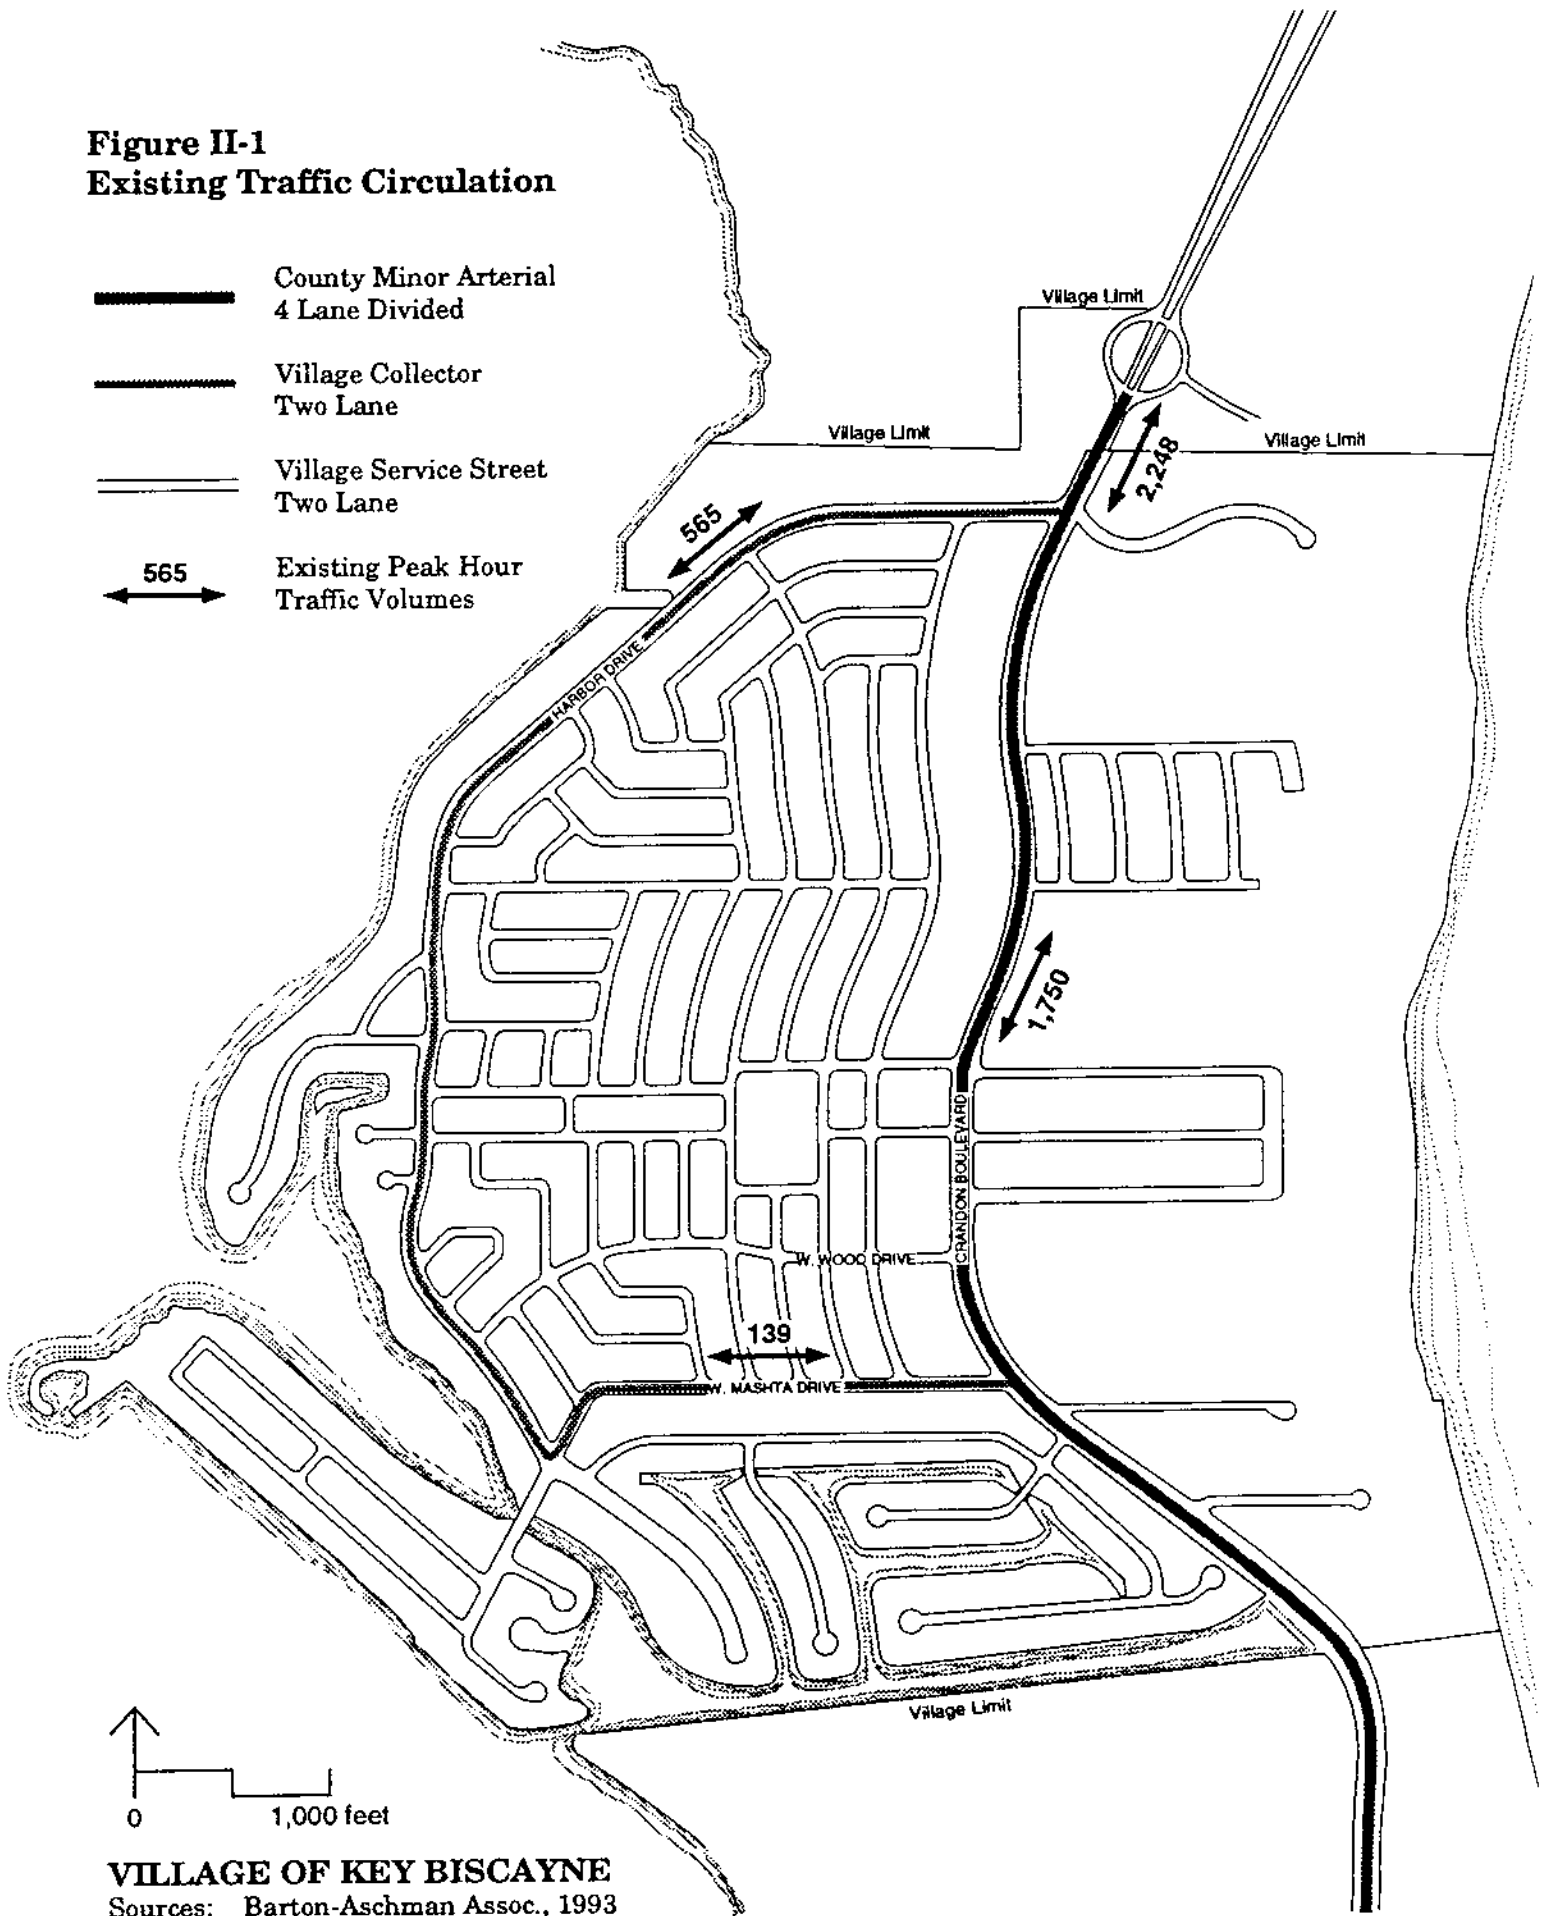 Figure II-1
Existing Traffic Circulation
County Minor Arterial
4 Lane Divided
Village Collector
Two Lane
Village Service Street
Two Lane
565
Existing Peak Hour
Traffic Volumes
Village Limit
Village Limit
Village Limit
2,248
565
HARBOR DRIVE
1,750
CRANDON BOULEVARD
W. WOOD DRIVE
139
W. MASHTA DRIVE
Village Limit
0
1,000 feet
VILLAGE OF KEY BISCAYNE
Sources: Barton-Aschman Assoc., 1993